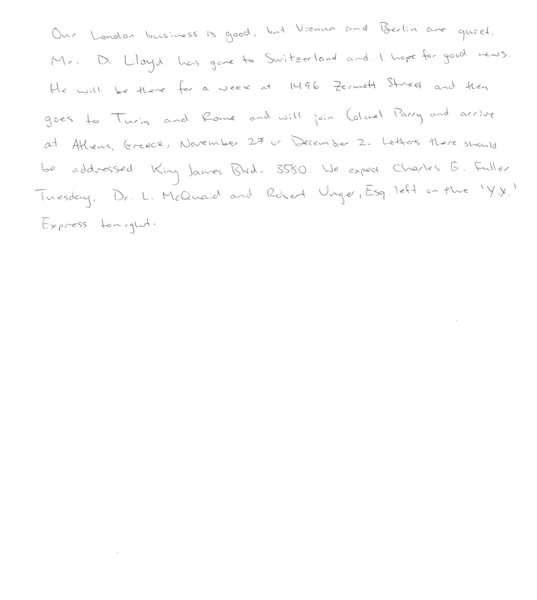 Our London business is good, but Vienna and Berlin are quiet.
Mr. D. Lloyd has gone to Switzerland and I hope for good news.
He will be there for a week at 1496 Zermott Street and then
goes to Turin and Rome and will join Colonel Parry and arrive
at Athens, Greece, November 27 or December 2. Letters there should
be addressed King James Blvd. 3580. We expect Charles E. Fuller
Tuesday. Dr. L. McQuaid and Robert Unger, Esq. left on the 'Y.X.'
Express tonight.